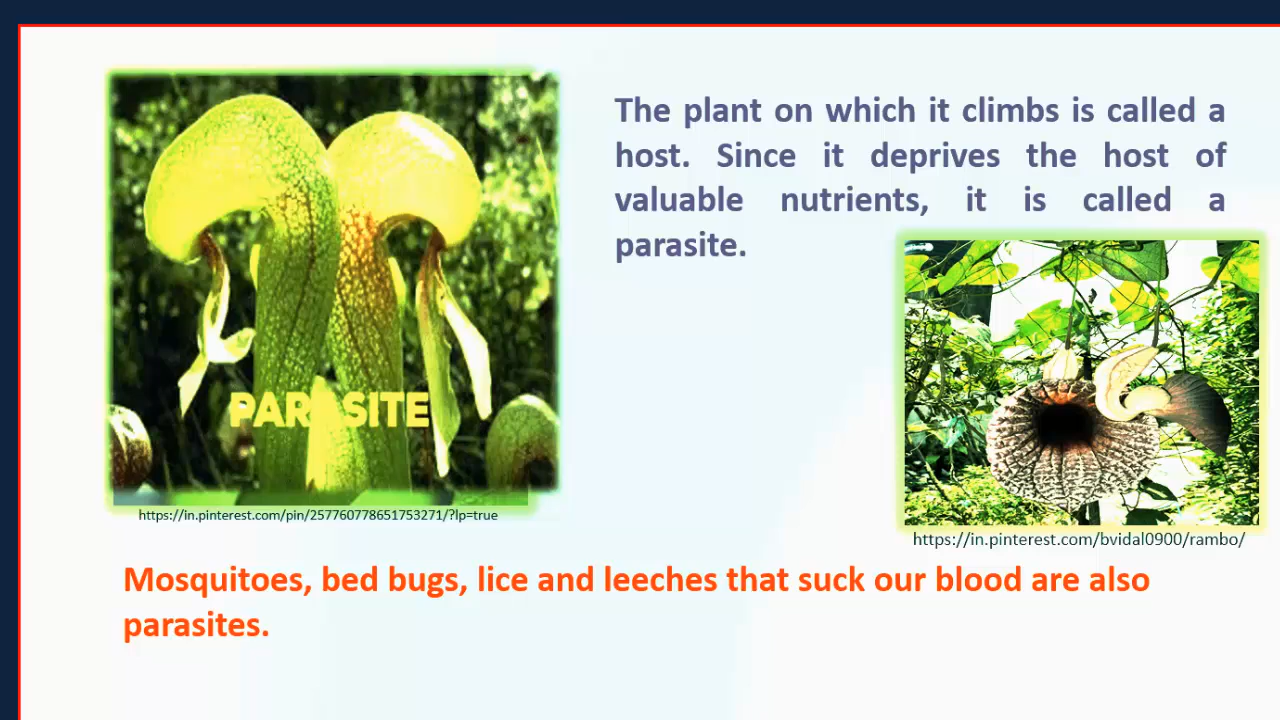 The plant on which it climbs is called a
host. Since it deprives the host of
valuable nutrients, it is called a
parasite.
PARASITE
https://in.pinterest.com/pin/257760778651753271/?lp=true
https://in.pinterest.com/bvidal0900/rambo/
Mosquitoes, bed bugs, lice and leeches that suck our blood are also
parasites.